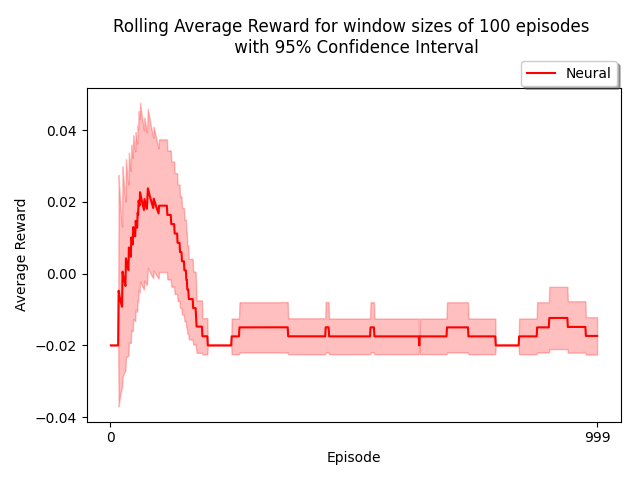 Rolling Average Reward for window sizes of 100 episodes
with 95% Confidence Interval
Neural
0.04
0.02
0.00
−0.02
−0.04
Average Reward
0
999
Episode